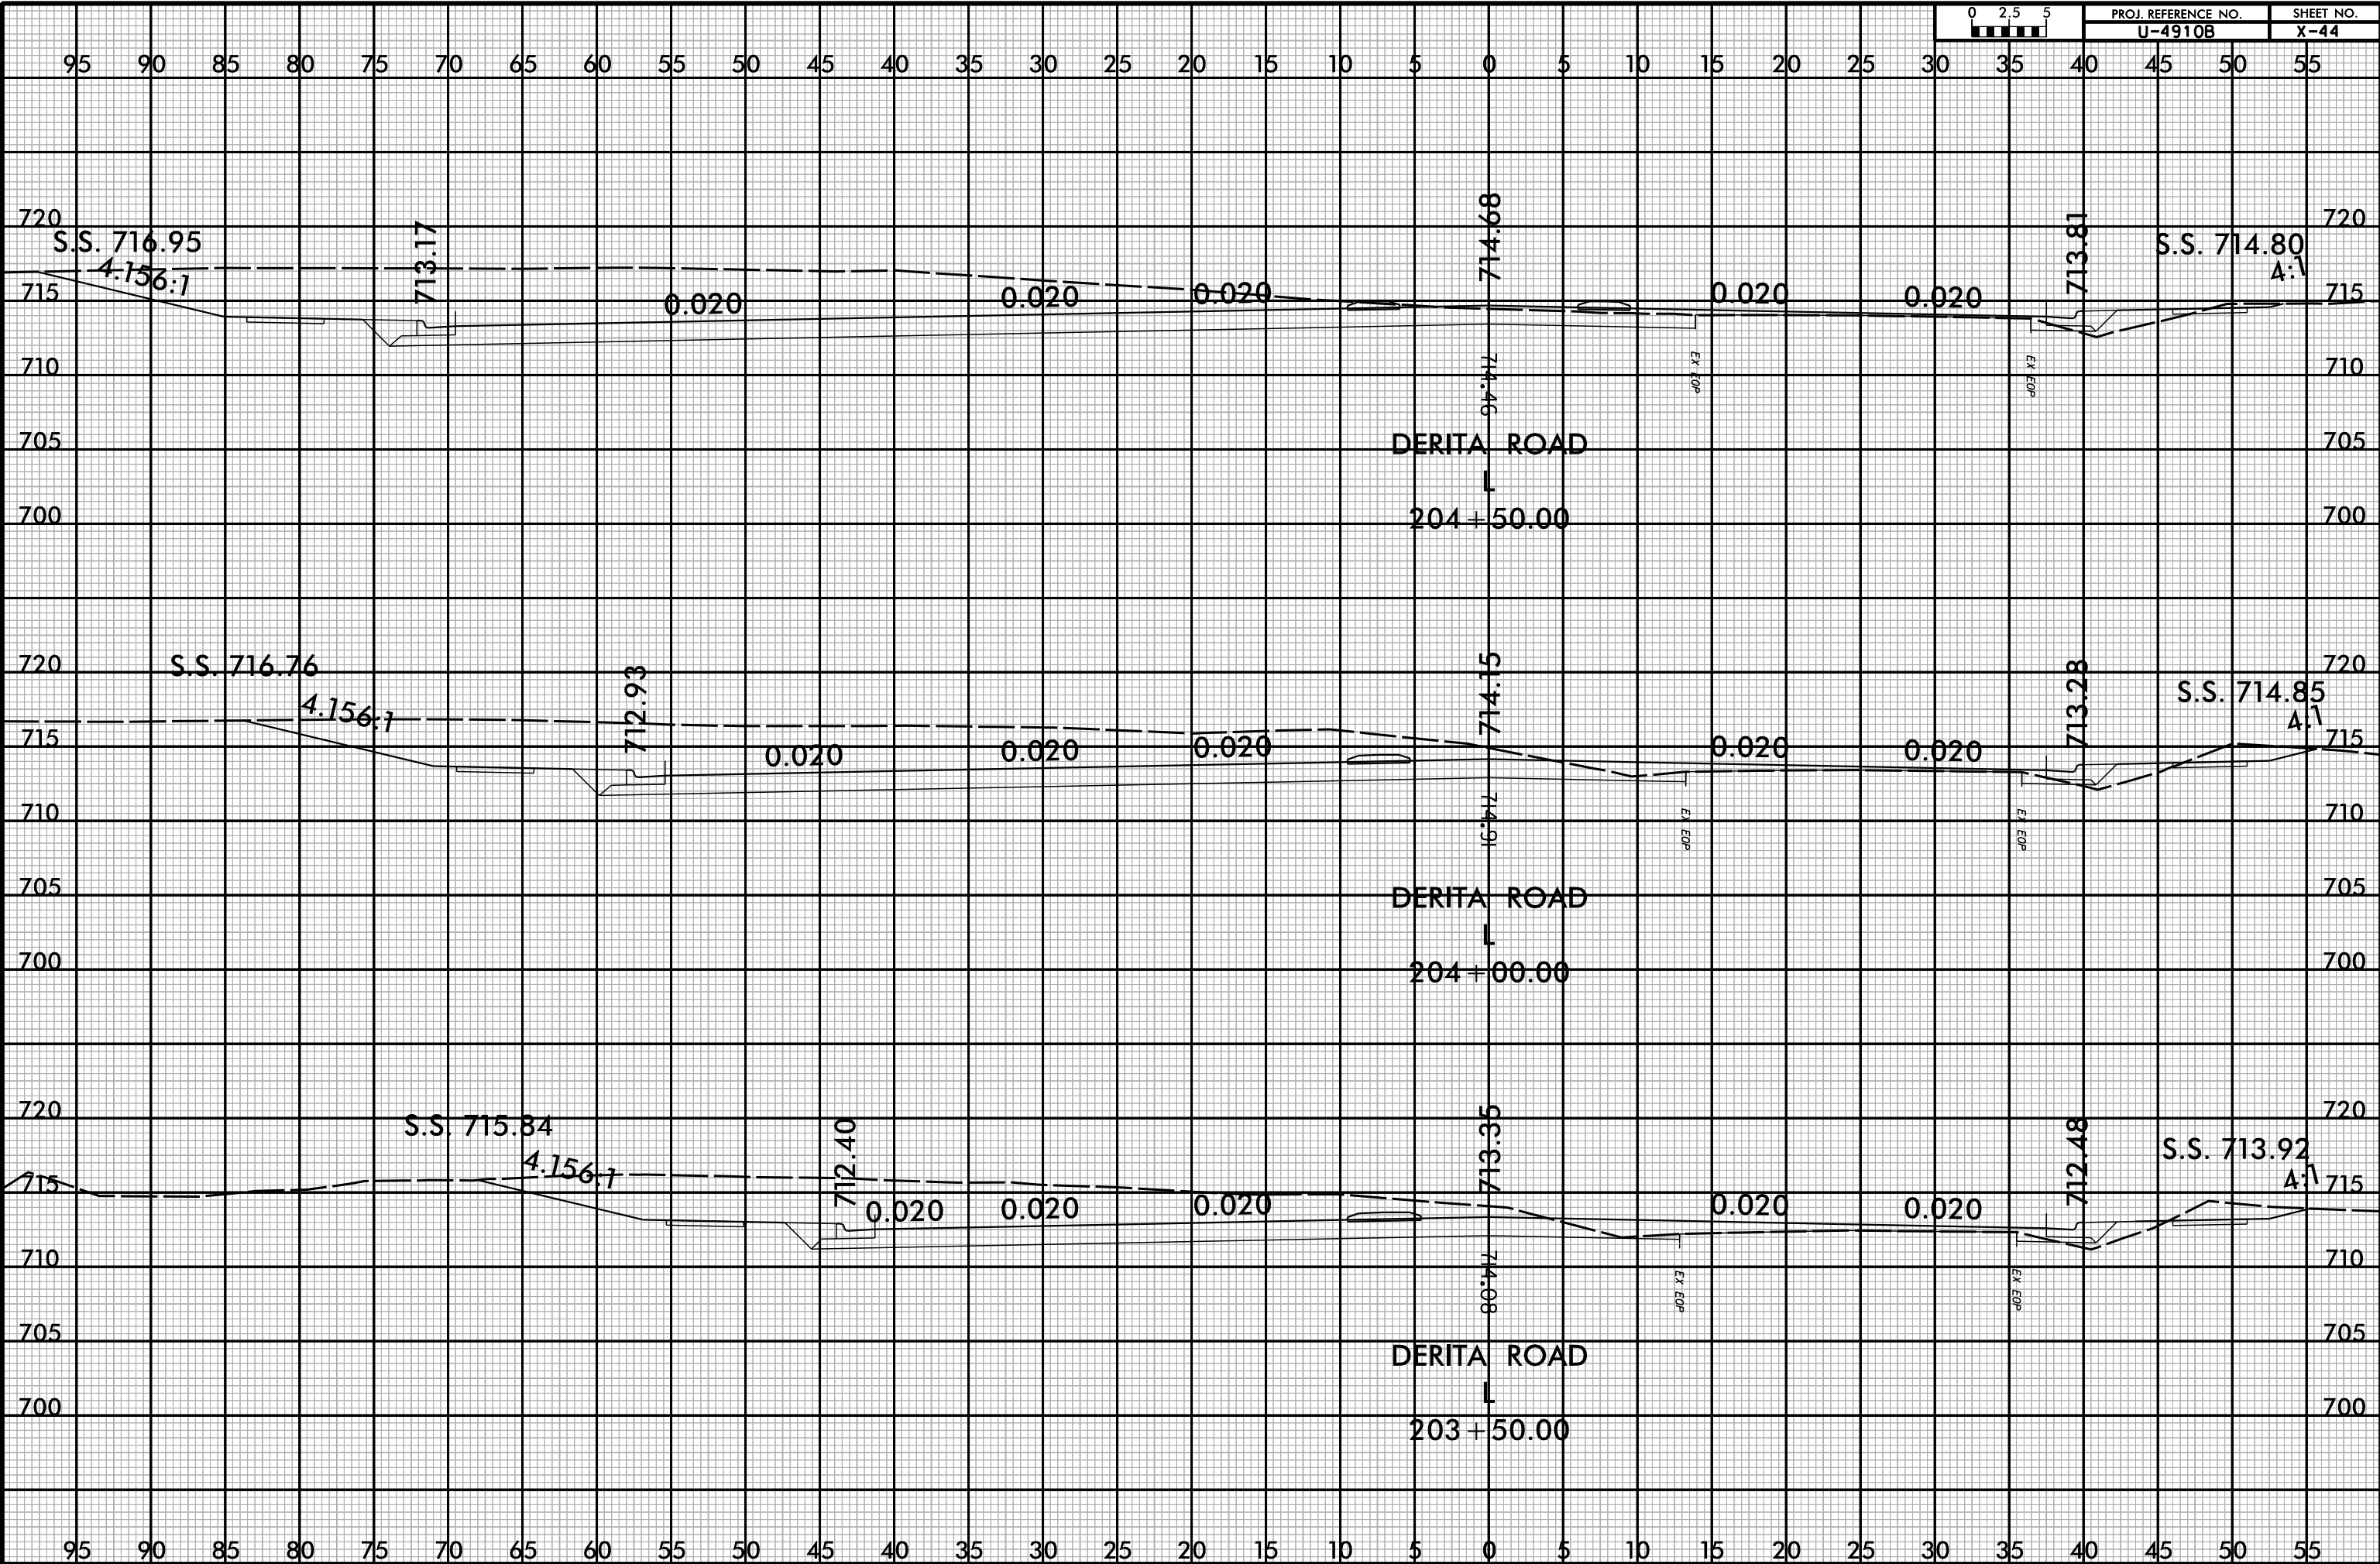 0 2.5 5
PROJ. REFERENCE NO. SHEET NO.
U-4910B X-44
95 90 85 80 75 70 65 60 55 50 45 40 35 30 25 20 15 10 5 0 5 10 15 20 25 30 35 40 45 50 55
714.68
720 713.17 713.81 720
S.S. 716.95 S.S. 714.80
4.156:1 4:1
715 0.020 0.020 0.020 0.020 0.020 715
710 714.46 EX EOP EX EOP 710
705 DERITA ROAD 705
L
700 204+50.00 700
714.15
720 S.S. 716.76 712.93 713.28 720
S.S. 714.85
4.156:1 4:1
715 0.020 0.020 0.020 0.020 0.020 715
710 714.91 EX EOP EX EOP 710
705 DERITA ROAD 705
L
700 204+00.00 700
713.35
720 720
S.S. 715.84 712.40 712.48 S.S. 713.92
4.156:1 4:1
715 715
0.020 0.020 0.020 0.020 0.020
710 714.08 EX EOP EX EOP 710
705 DERITA ROAD 705
L
700 203+50.00 700
95 90 85 80 75 70 65 60 55 50 45 40 35 30 25 20 15 10 5 0 5 10 15 20 25 30 35 40 45 50 55